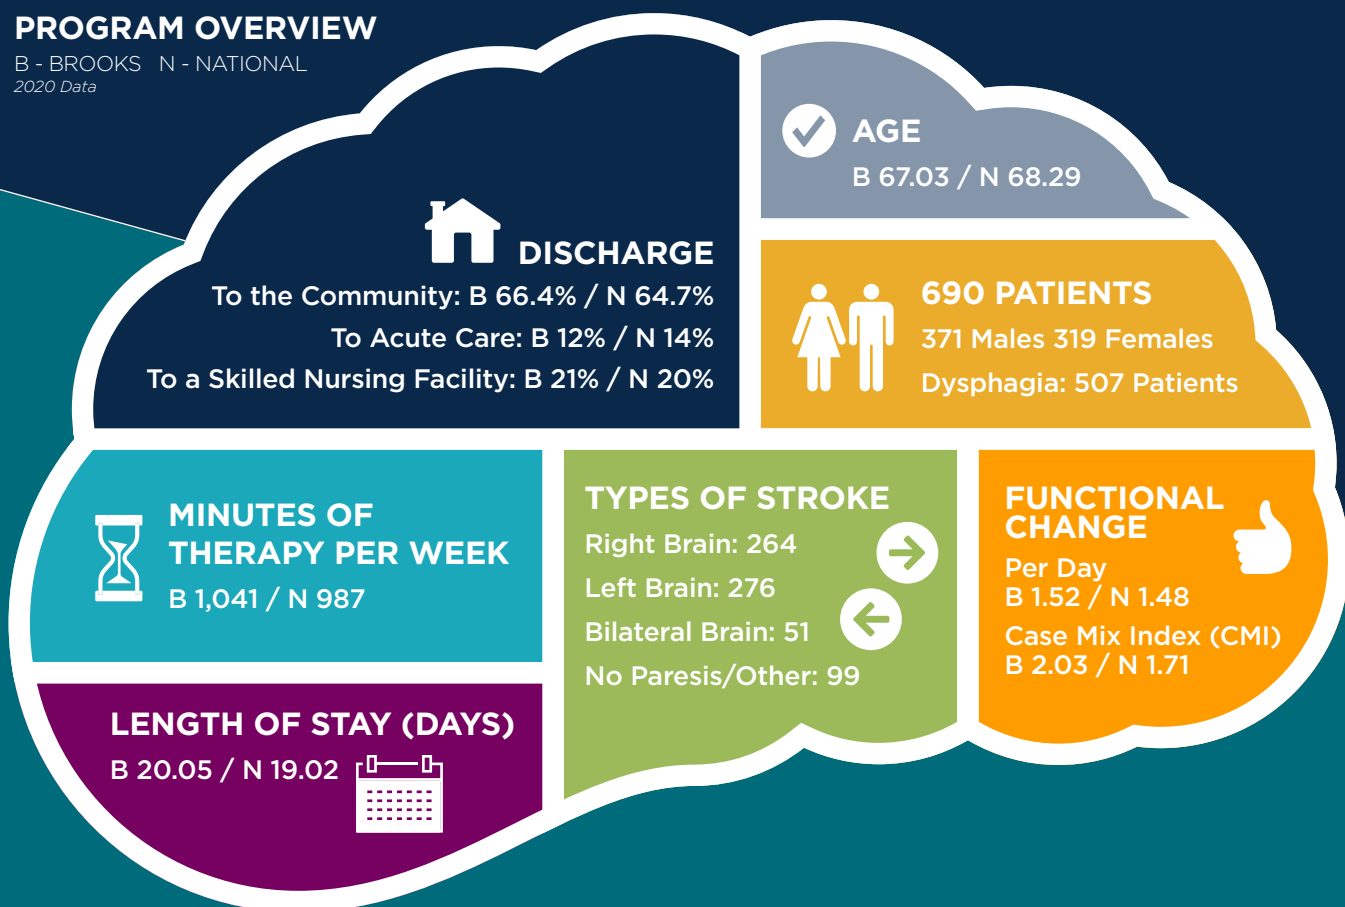 PROGRAM OVERVIEW
B - BROOKS N - NATIONAL
2020 Data
DISCHARGE
To the Community: B 66.4% / N 64.7%
To Acute Care: B 12% / N 14%
To a Skilled Nursing Facility: B 21% / N 20%
AGE
B 67.03 / N 68.29
690 PATIENTS
371 Males 319 Females
Dysphagia: 507 Patients
MINUTES OF
THERAPY PER WEEK
B 1,041 / N 987
LENGTH OF STAY (DAYS)
B 20.05 / N 19.02
TYPES OF STROKE
Right Brain: 264
Left Brain: 276
Bilateral Brain: 51
No Paresis/Other: 99
FUNCTIONAL
CHANGE
Per Day
B 1.52 / N 1.48
Case Mix Index (CMI)
B 2.03 / N 1.71